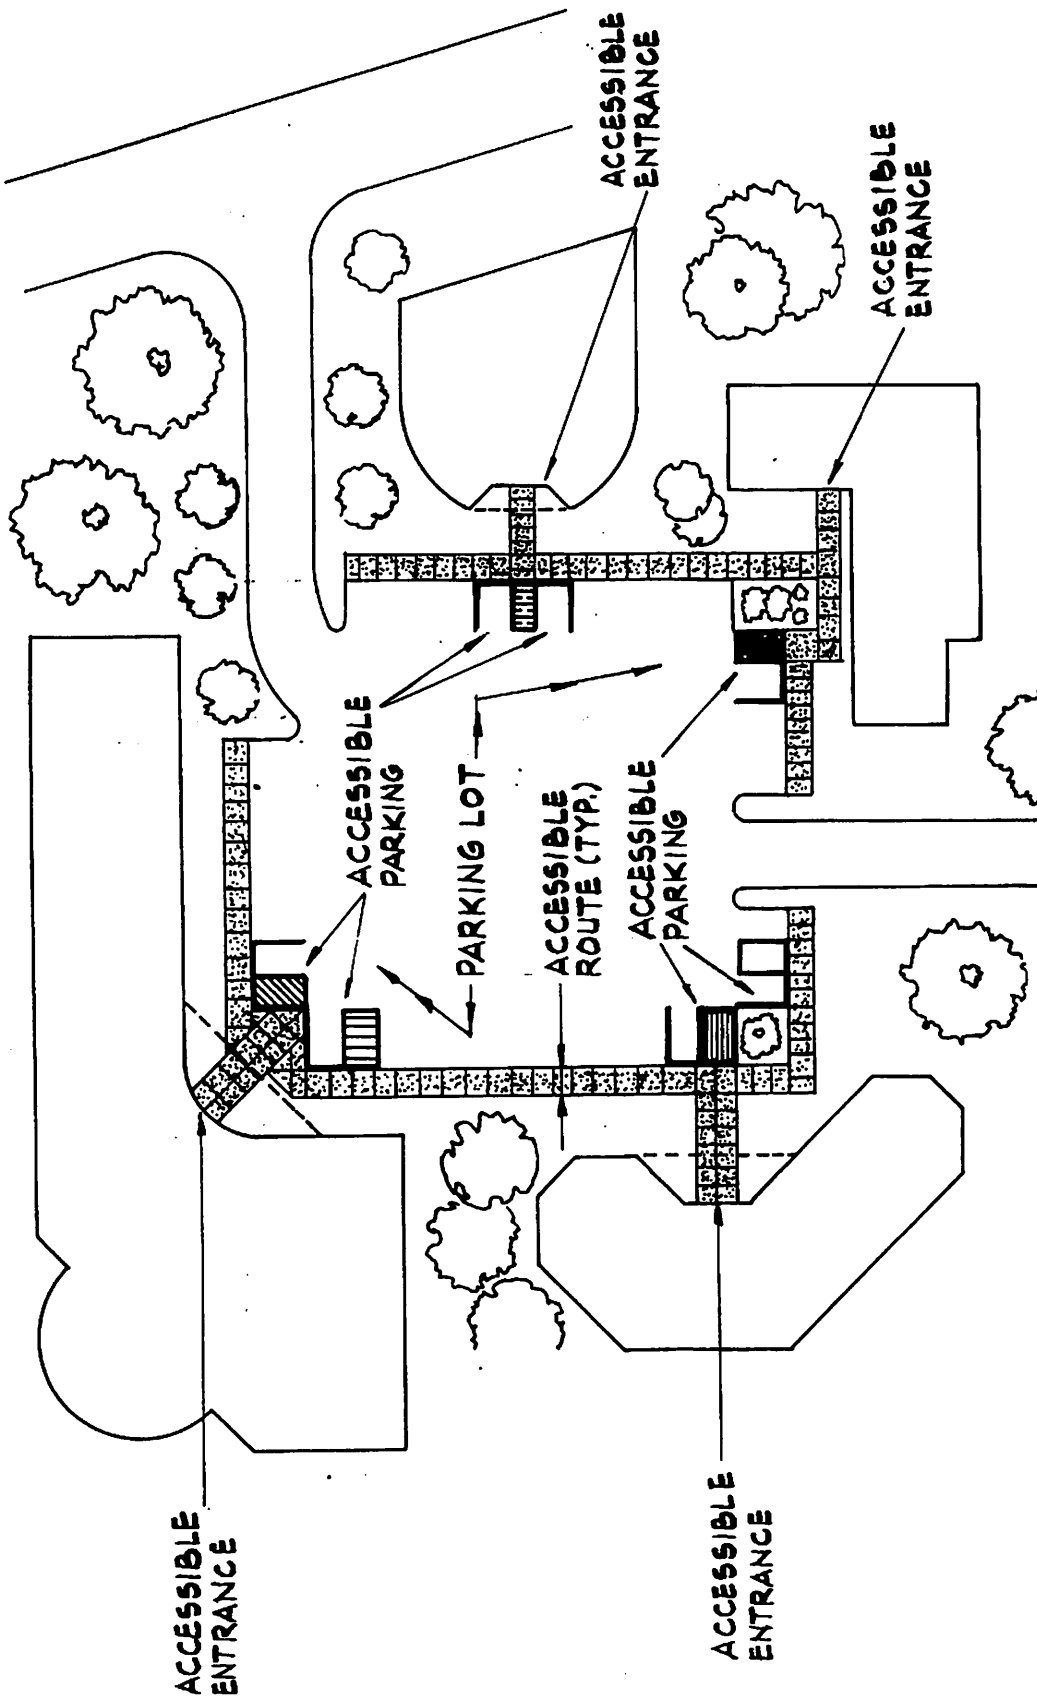 ACCESSIBLE
ENTRANCE
ACCESSIBLE
PARKING
PARKING LOT
ACCESSIBLE
ROUTE (TYP.)
ACCESSIBLE
ENTRANCE
ACCESSIBLE
PARKING
ACCESSIBLE
ENTRANCE
ACCESSIBLE
ENTRANCE